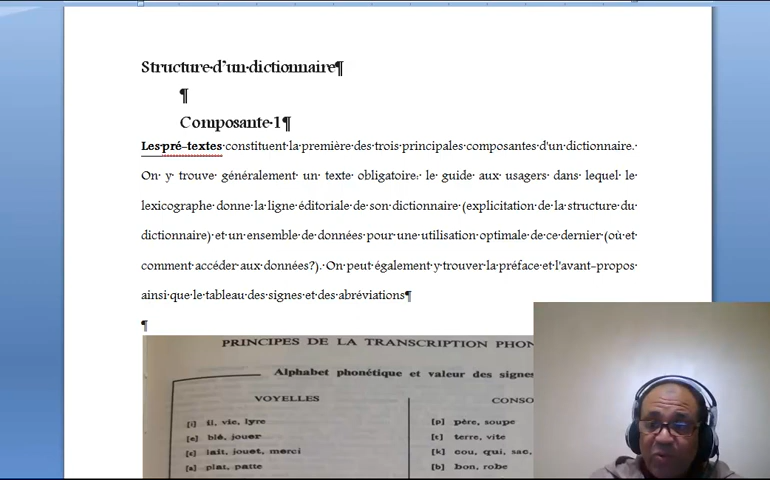 Structure d'un dictionnaire¶
¶
Composante 1¶
Les pré-textes constituent la première des trois principales composantes d'un dictionnaire.
On y trouve généralement un texte obligatoire: le guide aux usagers dans lequel le
lexicographe donne la ligne éditoriale de son dictionnaire (explicitation de la structure du
dictionnaire) et un ensemble de données pour une utilisation optimale de ce dernier (où et
comment accéder aux données?). On peut également y trouver la préface et l'avant-propos
ainsi que le tableau des signes et des abréviations¶
¶
PRINCIPES DE LA TRANSCRIPTION PHON
Alphabet phonétique et valeur des signes
VOYELLES
[i] il, vie, lyre
[e] blé, jouer
[ɛ] lait, jouet, merci
[a] plat, patte
CONSO
[p] père, soupe
[t] terre, vite
[k] cou, qui, sac,
[b] bon, robe